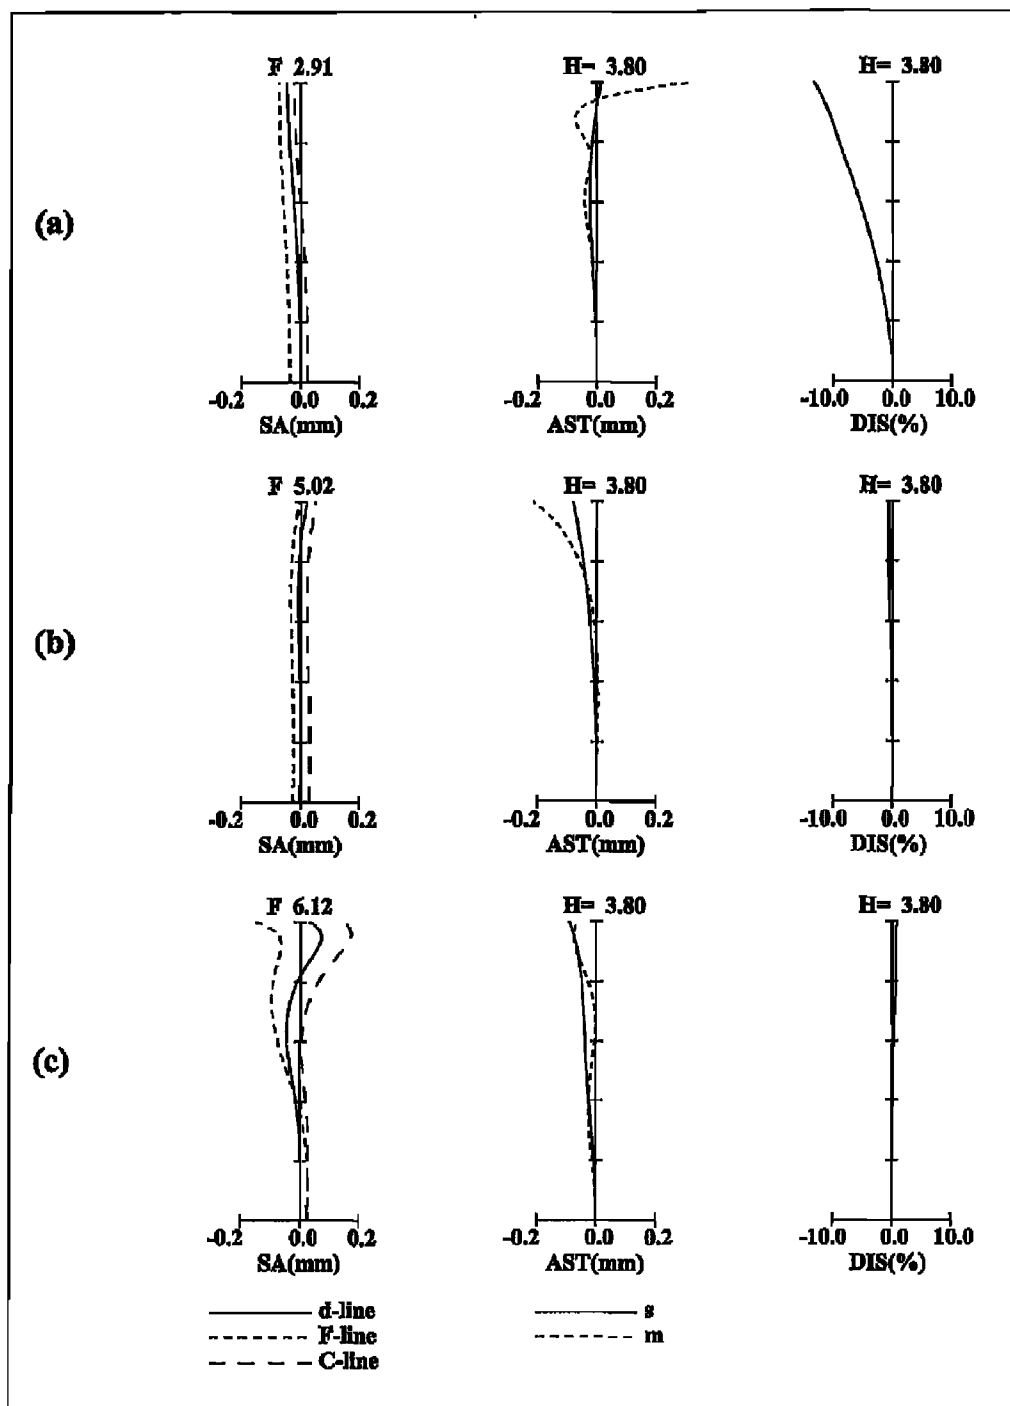 F 2.91 H= 3.80 H= 3.80
(a)
-0.2 0.0 0.2 -0.2 0.0 0.2 -10.0 0.0 10.0
SA(mm) AST(mm) DIS(%)
F 5.02 H= 3.80 H= 3.80
(b)
-0.2 0.0 0.2 -0.2 0.0 0.2 -10.0 0.0 10.0
SA(mm) AST(mm) DIS(%)
F 6.12 H= 3.80 H= 3.80
(c)
-0.2 0.0 0.2 -0.2 0.0 0.2 -10.0 0.0 10.0
SA(mm) AST(mm) DIS(%)
d-line s
F-line m
C-line